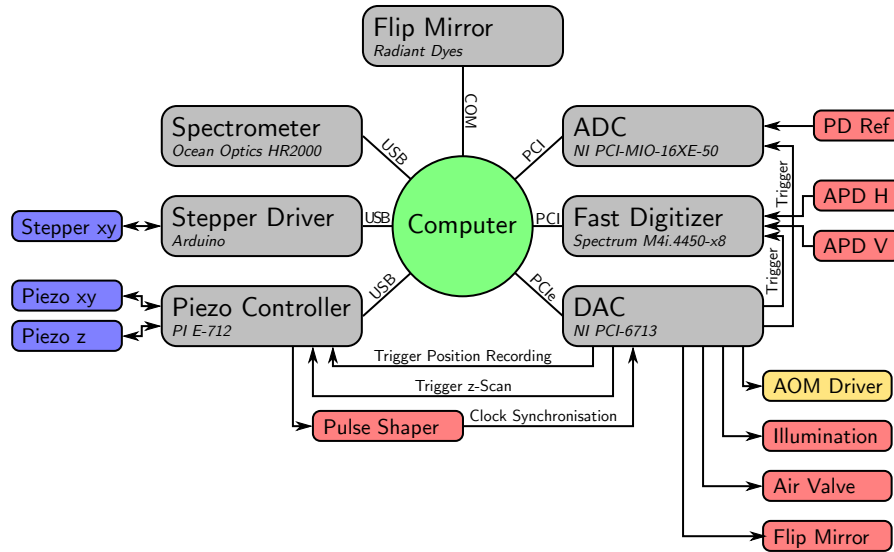 Flip Mirror
Radiant Dyes
COM
Spectrometer
Ocean Optics HR2000
USB
PCI
ADC
NI PCI-MIO-16XE-50
PD Ref
Trigger
Stepper xy
Stepper Driver
Arduino
USB
Computer
PCI
Fast Digitizer
Spectrum M4i.4450-x8
APD H
APD V
Trigger
Piezo xy
Piezo z
Piezo Controller
PI E-712
USB
PCIe
DAC
NI PCI-6713
Trigger Position Recording
Trigger z-Scan
Pulse Shaper
Clock Synchronisation
AOM Driver
Illumination
Air Valve
Flip Mirror